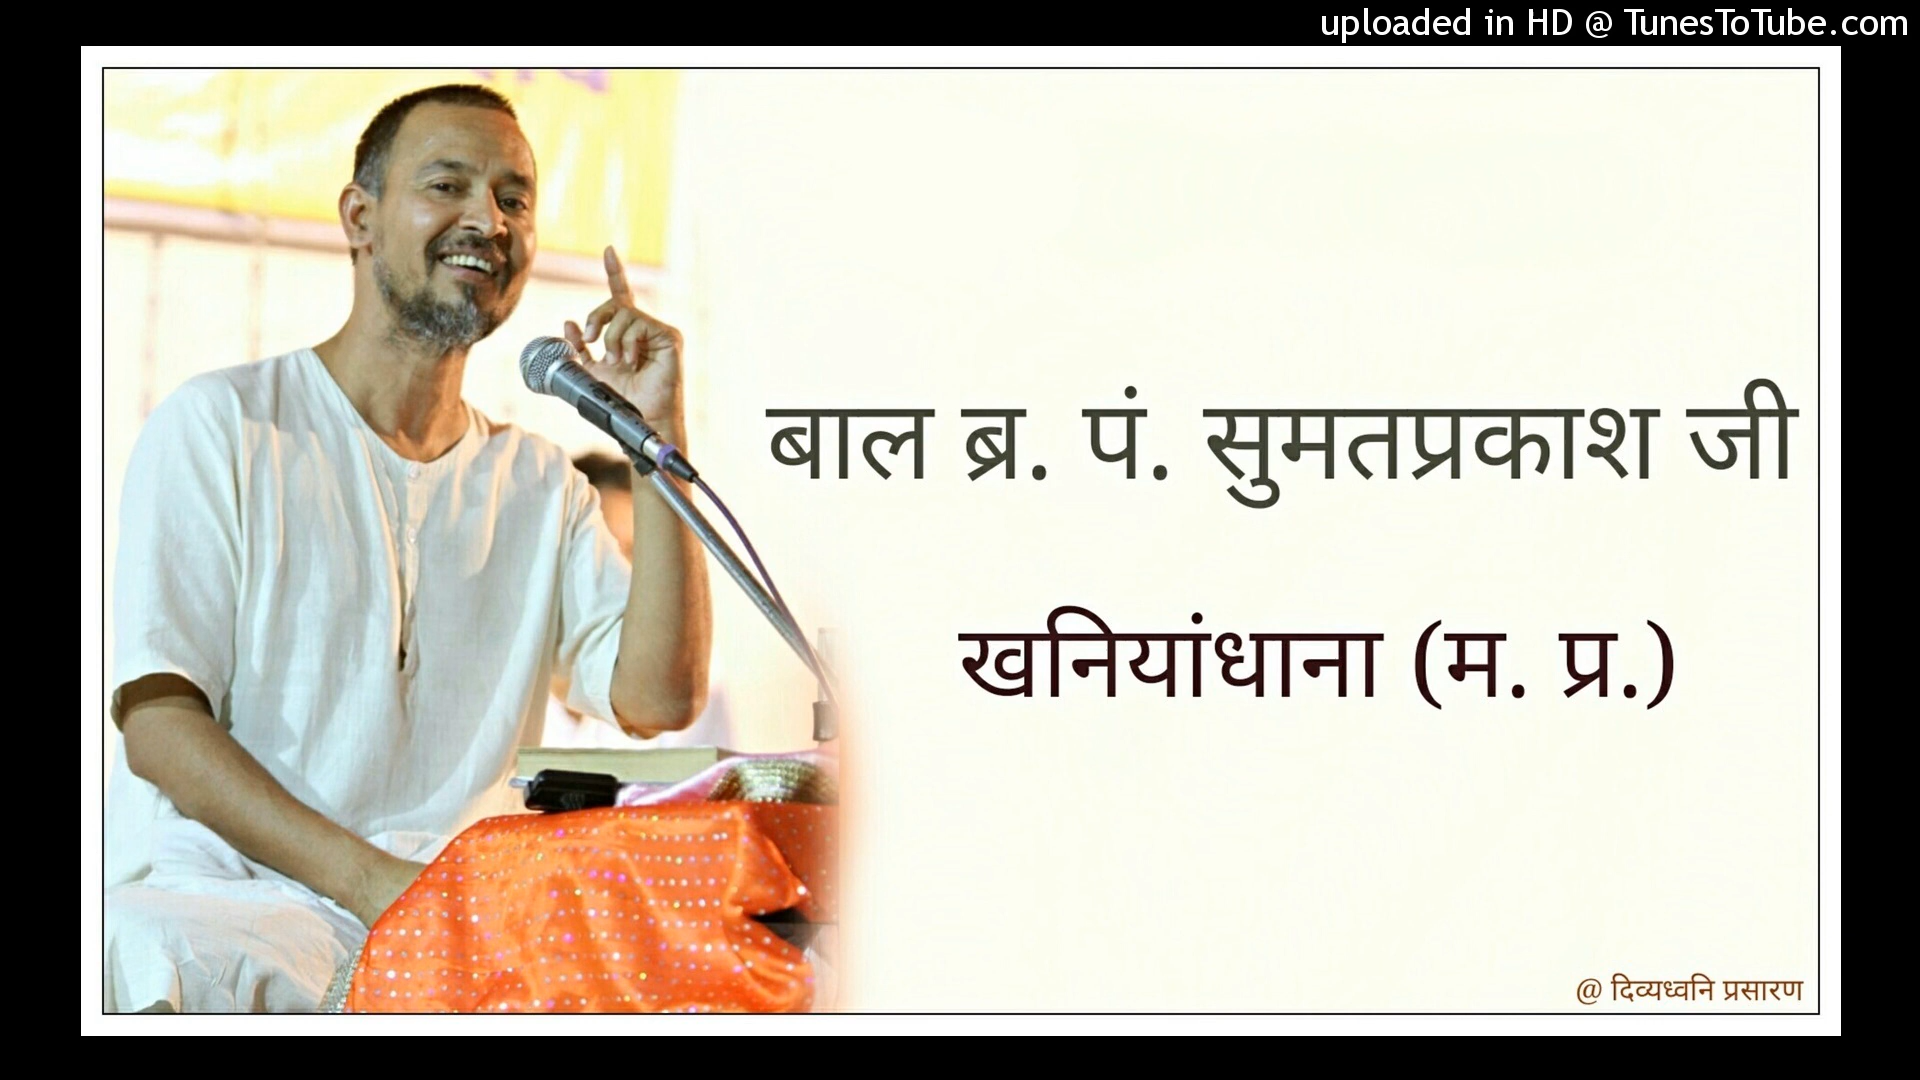 uploaded in HD @ TunesToTube.com
बाल ब्र. पं. सुमतप्रकाश जी
खनियांधाना (म. प्र.)
@ दिव्यध्वनि प्रसारण